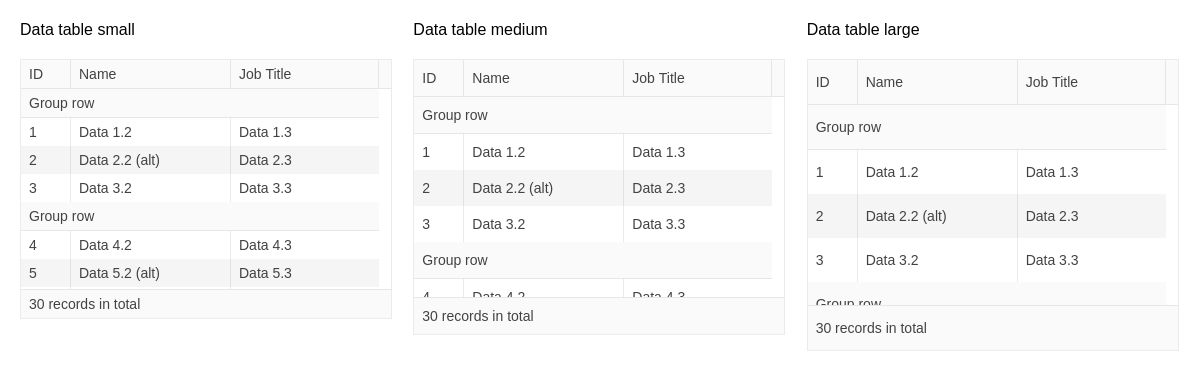 Data table small
ID Name Job Title
Group row
1 Data 1.2 Data 1.3
2 Data 2.2 (alt) Data 2.3
3 Data 3.2 Data 3.3
Group row
4 Data 4.2 Data 4.3
5 Data 5.2 (alt) Data 5.3
30 records in total
Data table medium
ID Name Job Title
Group row
1 Data 1.2 Data 1.3
2 Data 2.2 (alt) Data 2.3
3 Data 3.2 Data 3.3
Group row
4 Data 4.2 Data 4.3
30 records in total
Data table large
ID Name Job Title
Group row
1 Data 1.2 Data 1.3
2 Data 2.2 (alt) Data 2.3
3 Data 3.2 Data 3.3
Group row
30 records in total